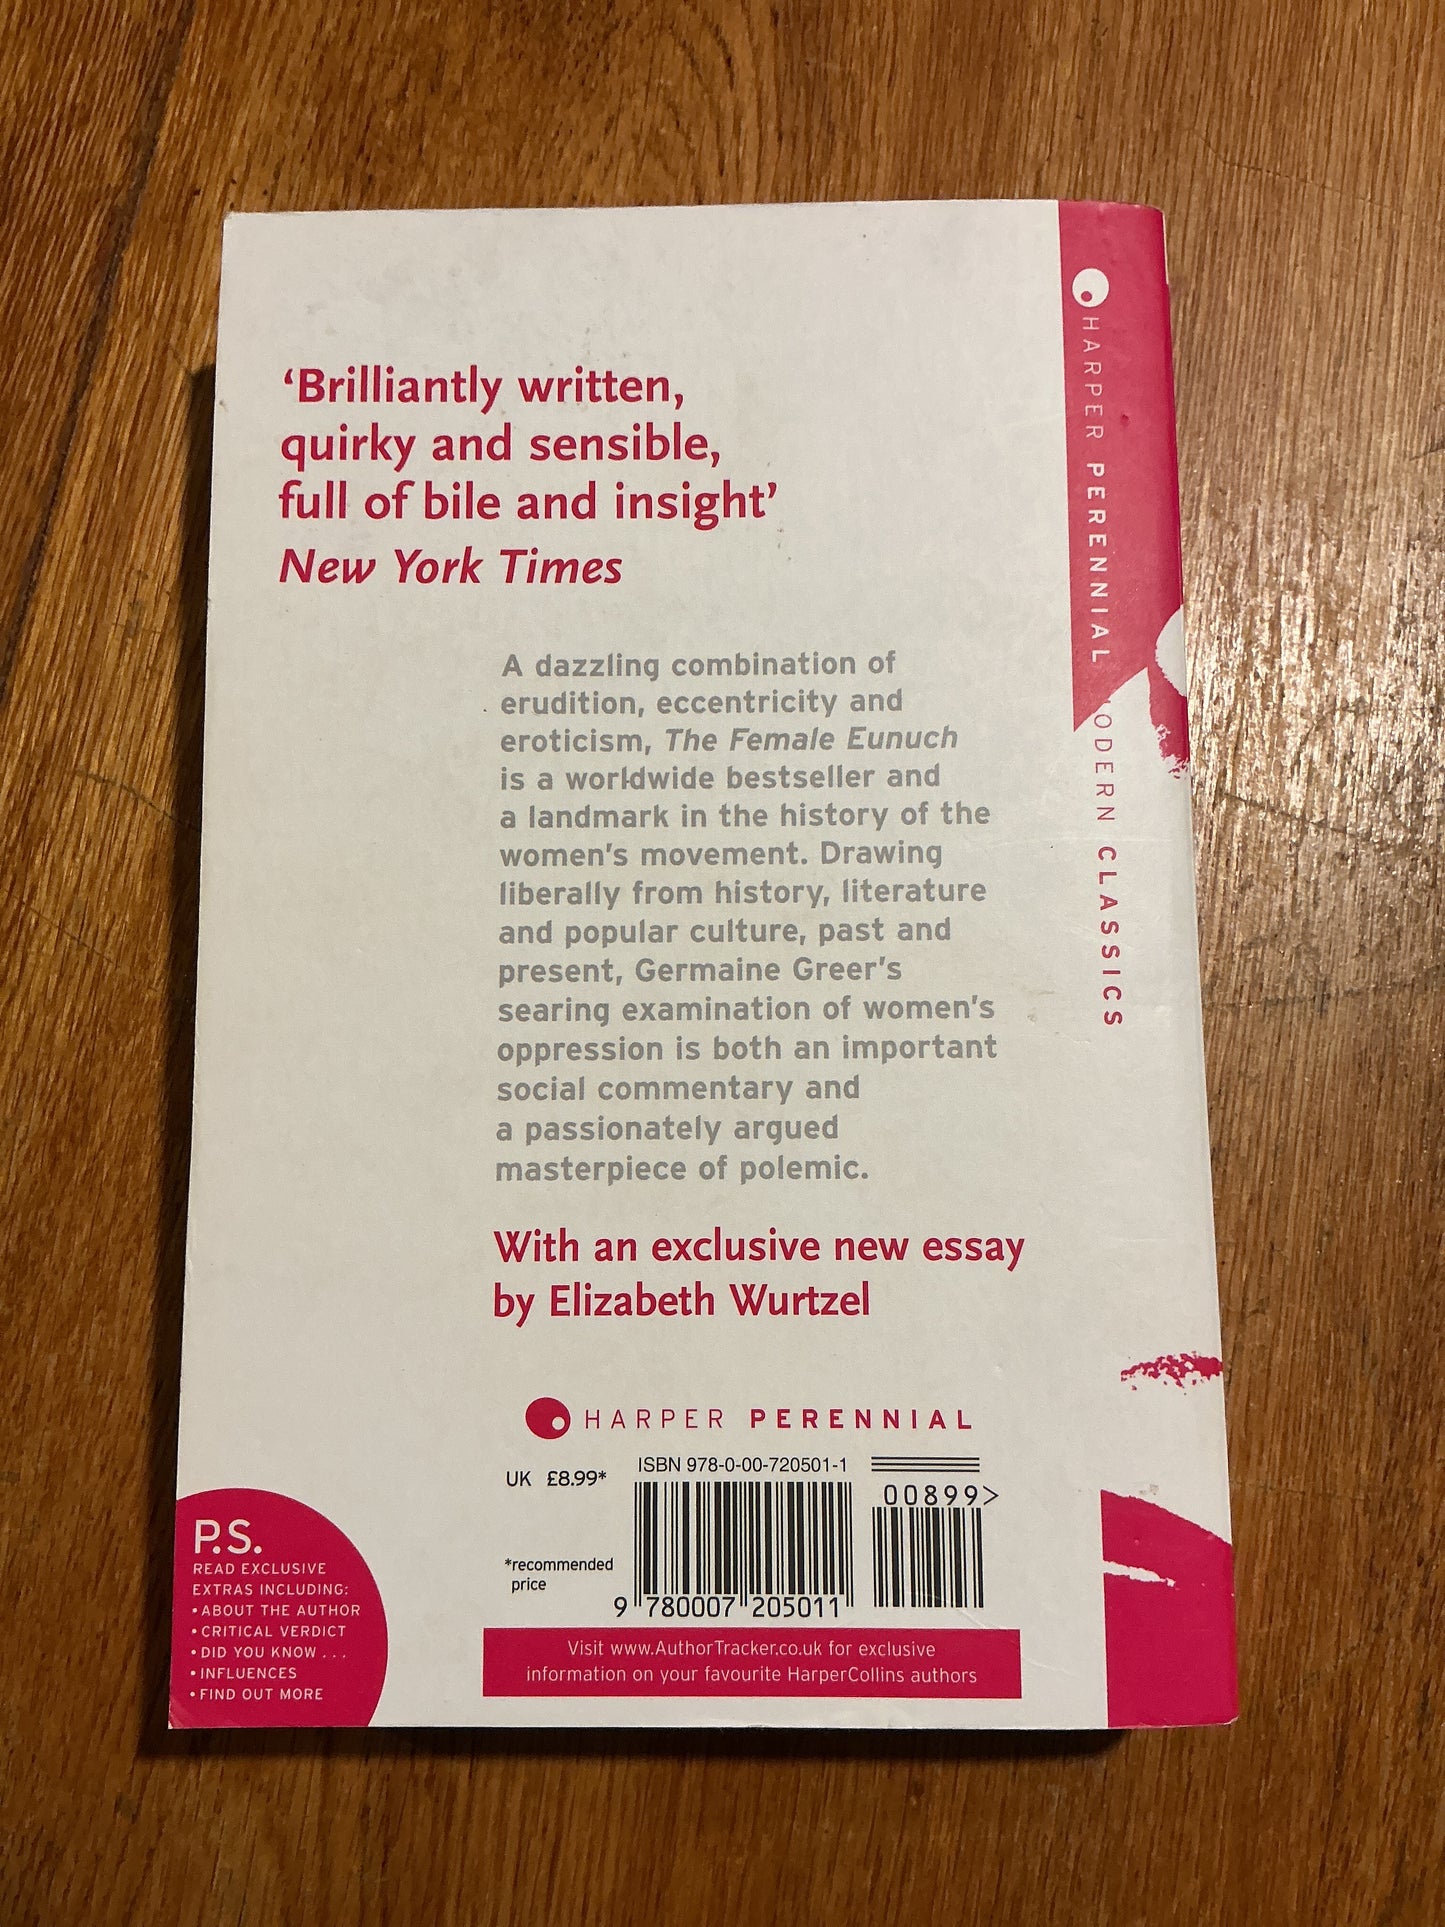 ‘Brilliantly written,
quirky and sensible,
full of bile and insight’
New York Times
A dazzling combination of
erudition, eccentricity and
eroticism, The Female Eunuch
is a worldwide bestseller and
a landmark in the history of the
women’s movement. Drawing
liberally from history, literature
and popular culture, past and
present, Germaine Greer’s
searing examination of women’s
oppression is both an important
social commentary and
a passionately argued
masterpiece of polemic.
With an exclusive new essay
by Elizabeth Wurtzel
HARPER PERENNIAL
ISBN 978-0-00-720501-1
UK £8.99*
00899>
*recommended
price
9 780007 205011
Visit www.AuthorTracker.co.uk for exclusive
information on your favourite HarperCollins authors
P.S.
READ EXCLUSIVE
EXTRAS INCLUDING:
• ABOUT THE AUTHOR
• CRITICAL VERDICT
• DID YOU KNOW . . .
• INFLUENCES
• FIND OUT MORE
HARPER PERENNIAL MODERN CLASSICS